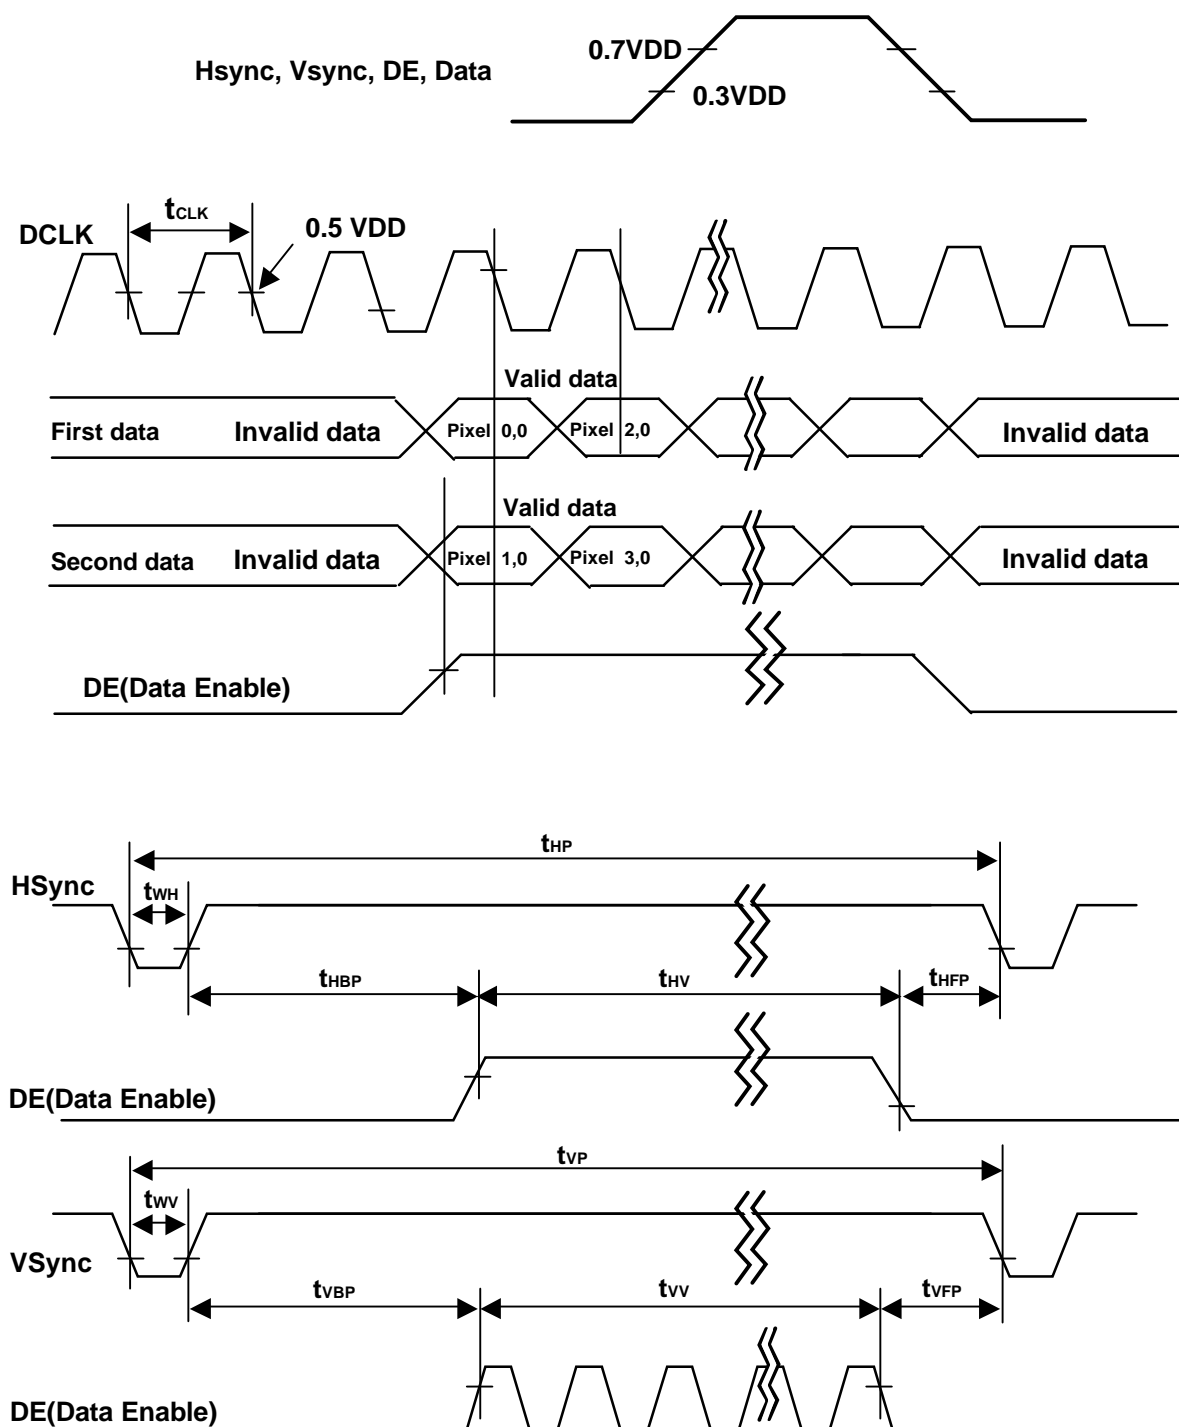 0.7VDD
Hsync, Vsync, DE, Data
0.3VDD
tCLK
0.5 VDD
DCLK
Valid data
First data Invalid data Pixel 0,0 Pixel 2,0 Invalid data
Valid data
Second data Invalid data Pixel 1,0 Pixel 3,0 Invalid data
DE(Data Enable)
tHP
HSync
tWH
tHBP tHV tHFP
DE(Data Enable)
tVP
tWV
VSync
tVBP tVV tVFP
DE(Data Enable)